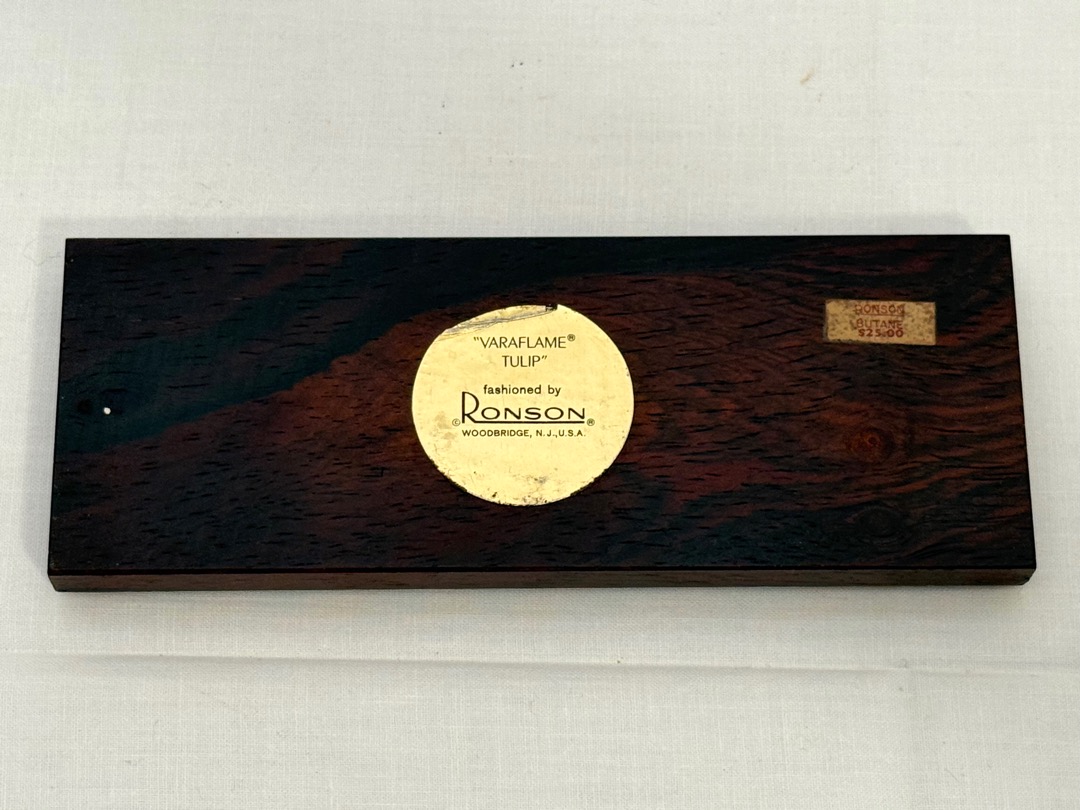 "VARAFLAME®
TULIP"
fashioned by
© RONSON ®
WOODBRIDGE, N.J., U.S.A.
RONSON
BUTANE
$25.00